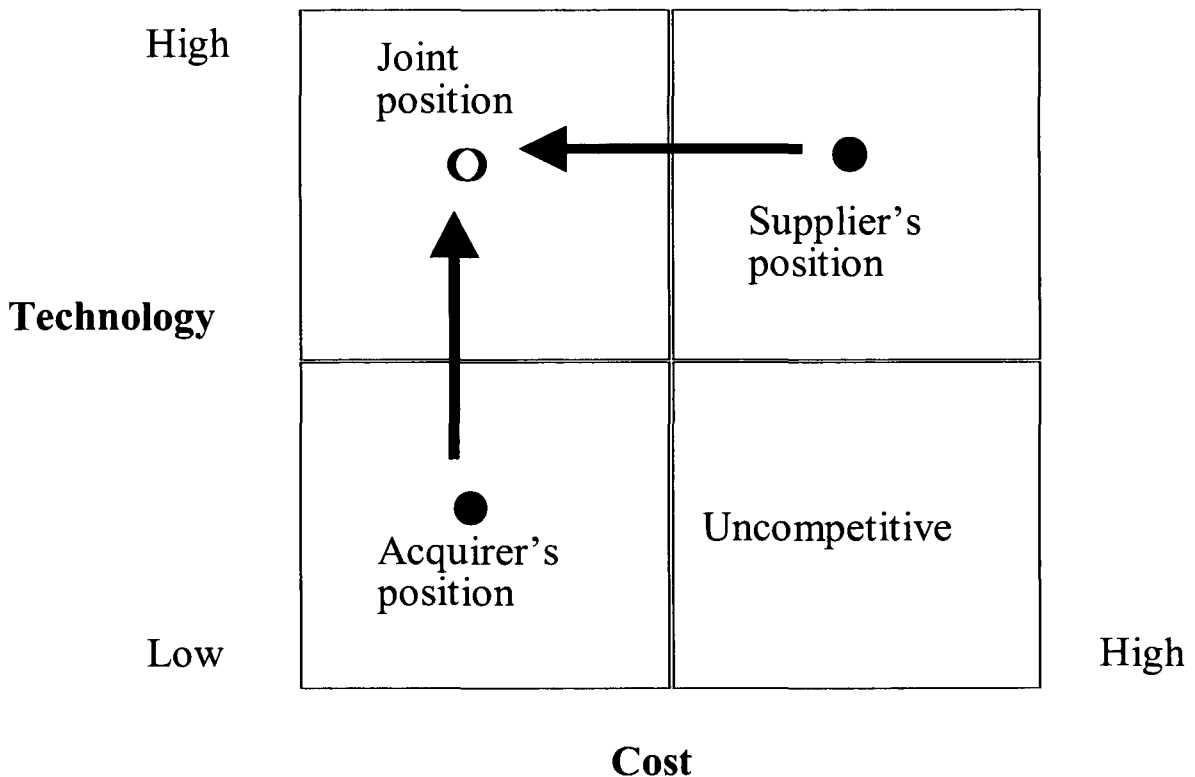 High
Joint
position
Supplier's
position
Technology
Acquirer's
position
Uncompetitive
Low
High
Cost